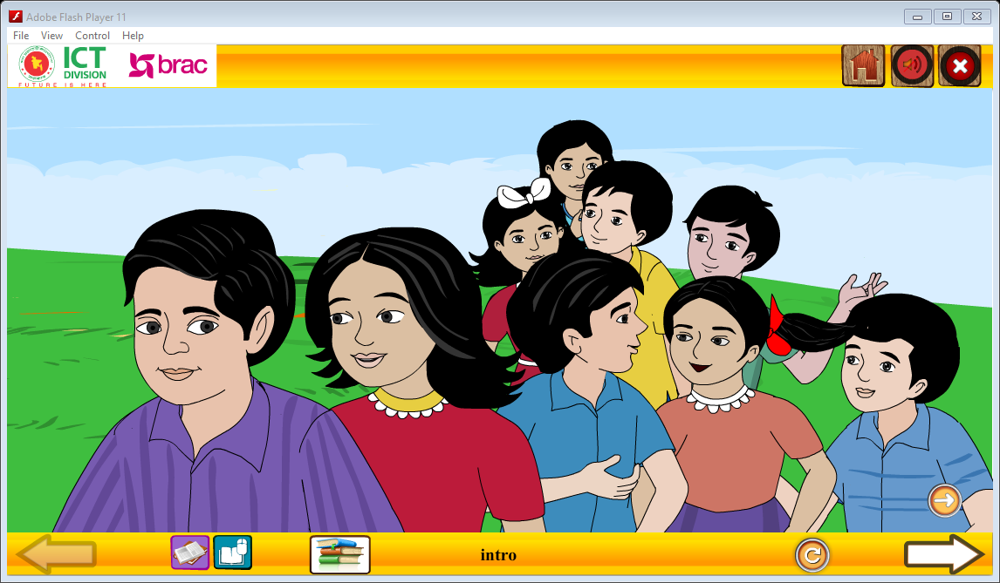 Adobe Flash Player 11
File View Control Help
ICT
DIVISION
FUTURE IS HERE
brac
intro